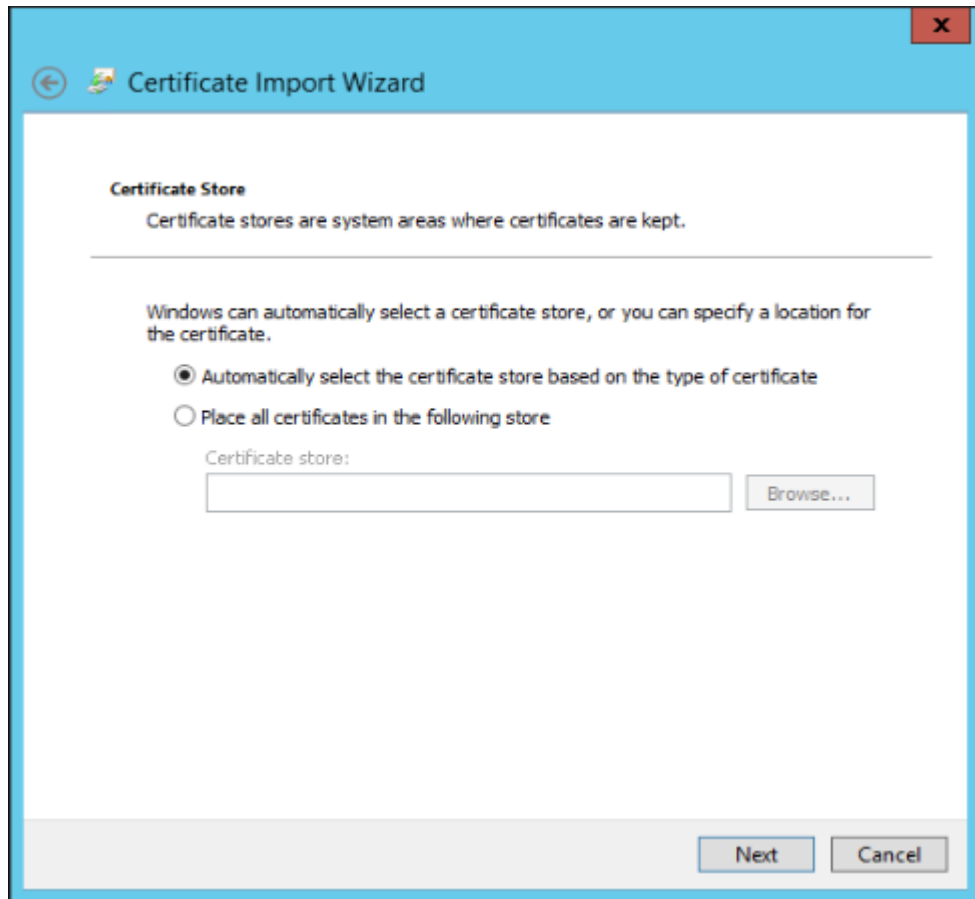 x
Certificate Import Wizard
Certificate Store
Certificate stores are system areas where certificates are kept.
Windows can automatically select a certificate store, or you can specify a location for
the certificate.
Automatically select the certificate store based on the type of certificate
Place all certificates in the following store
Certificate store:
Browse...
Next Cancel